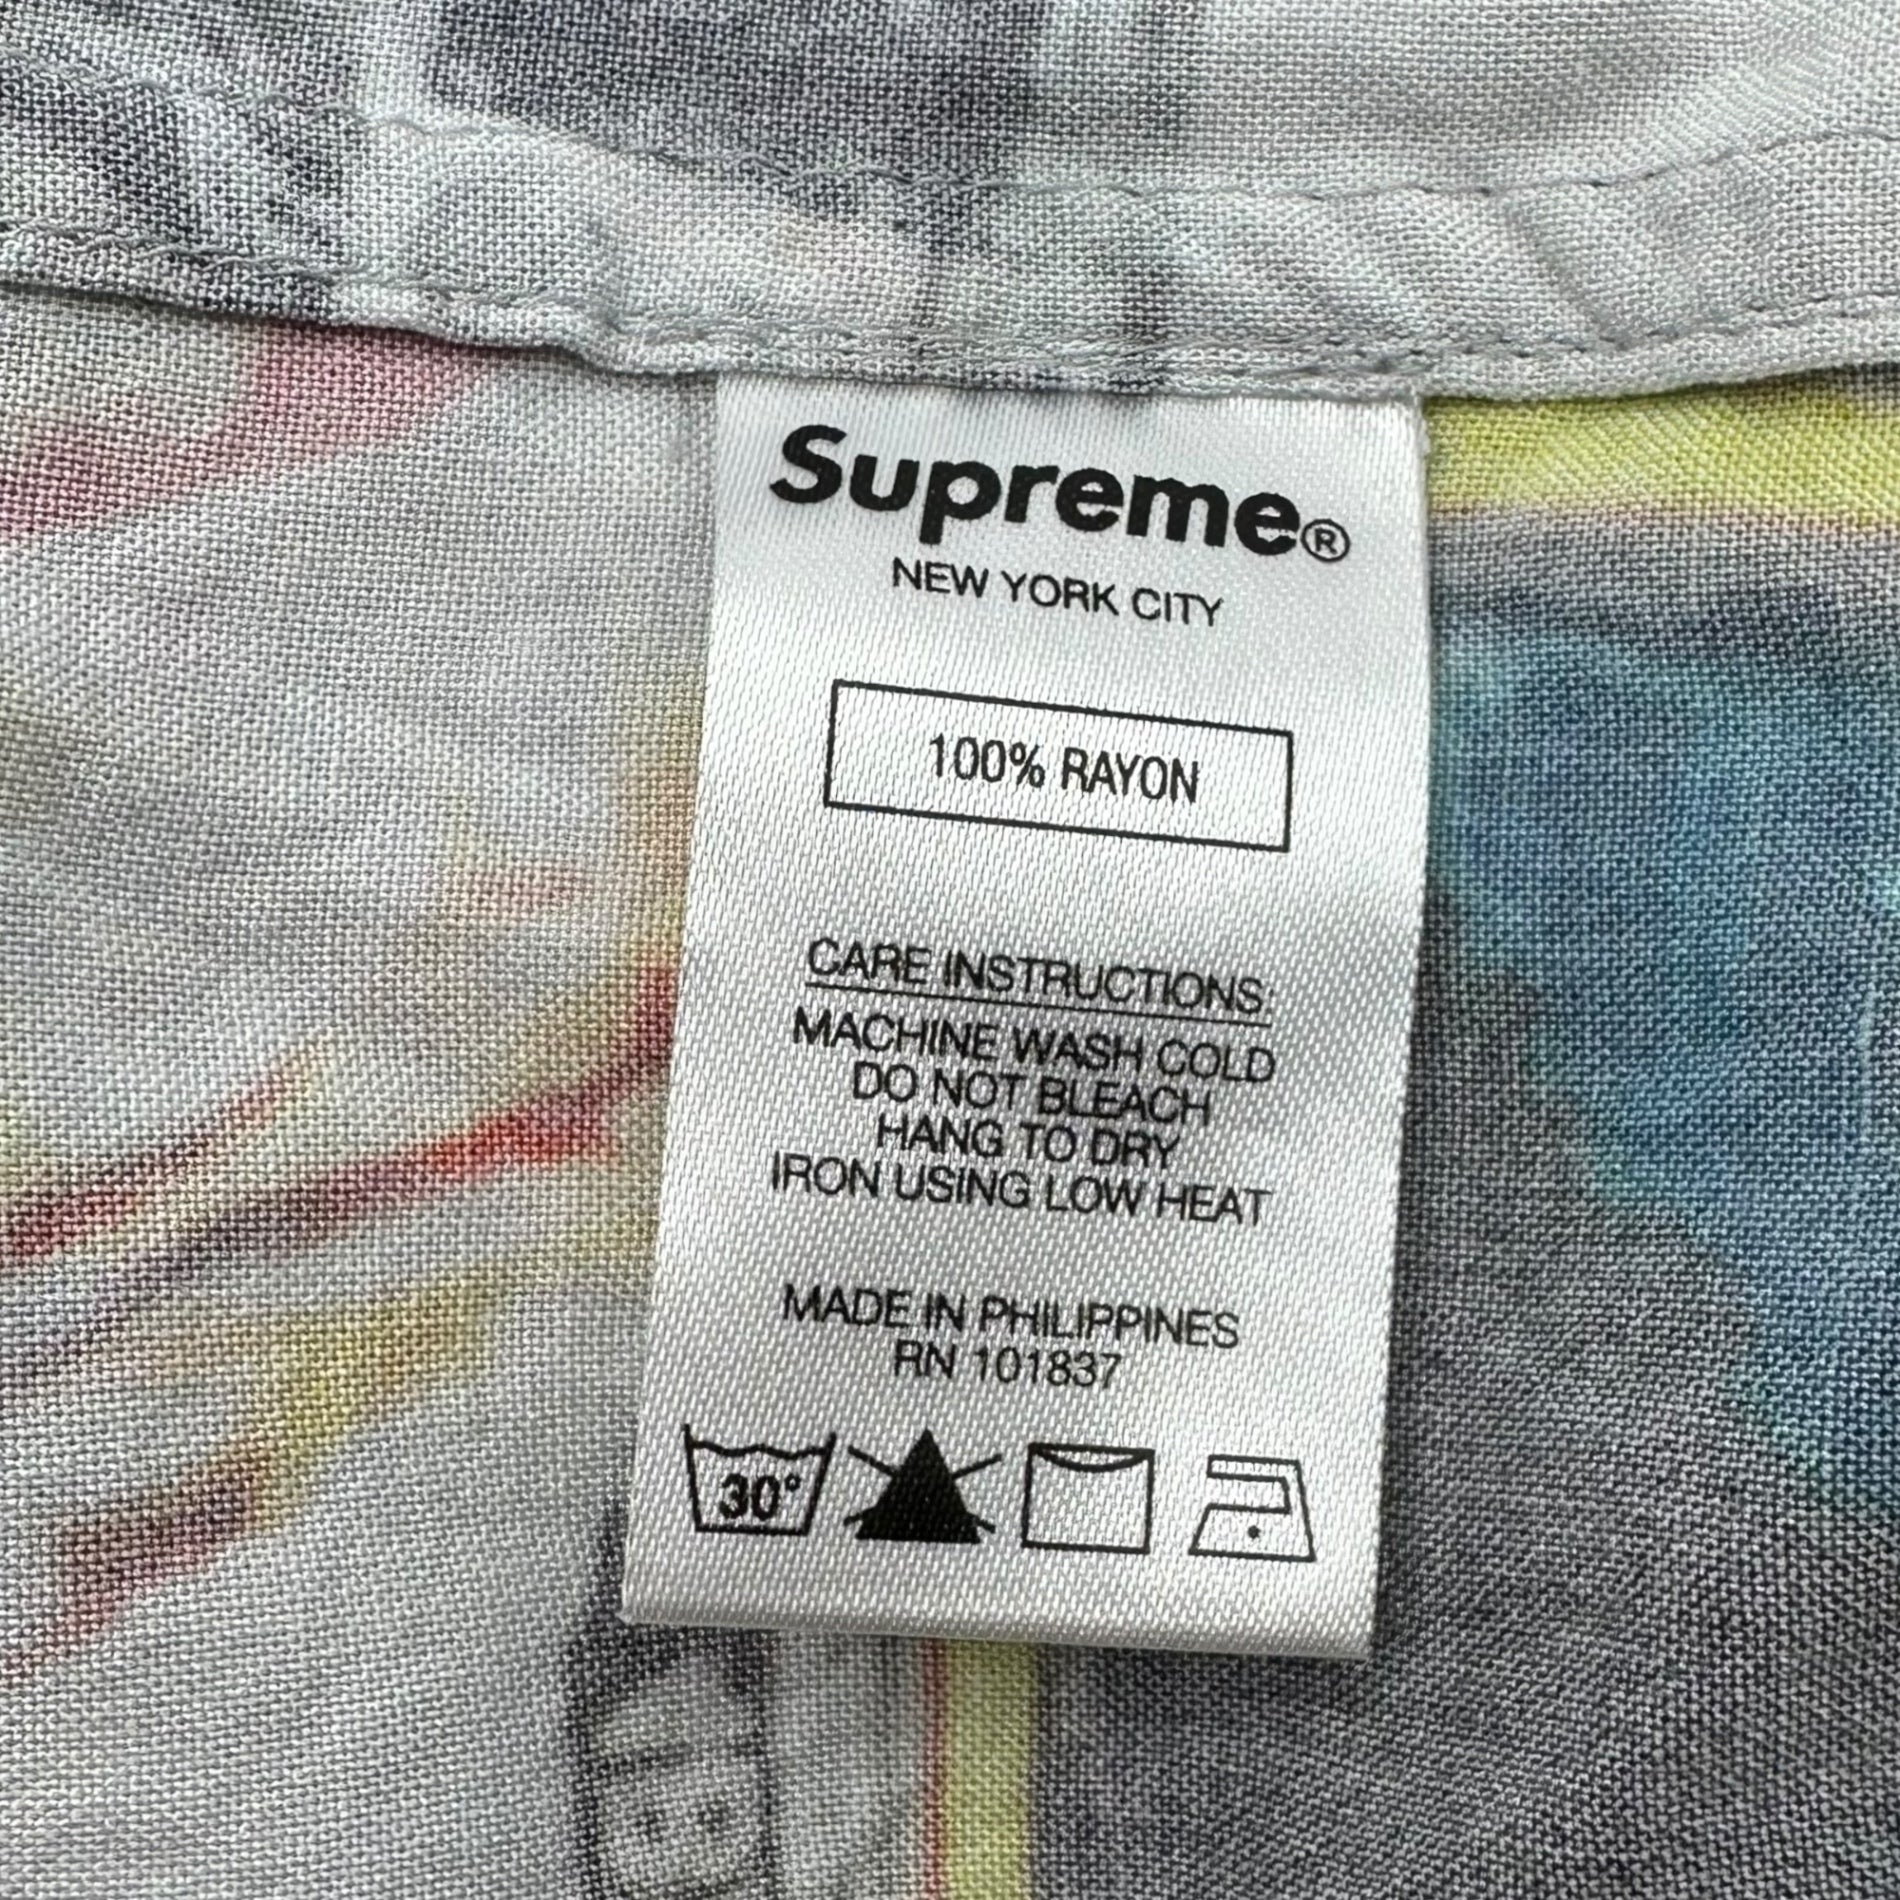 Supreme®
NEW YORK CITY
100% RAYON
CARE INSTRUCTIONS:
MACHINE WASH COLD
DO NOT BLEACH
HANG TO DRY
IRON USING LOW HEAT
MADE IN PHILIPPINES
RN 101837
30°